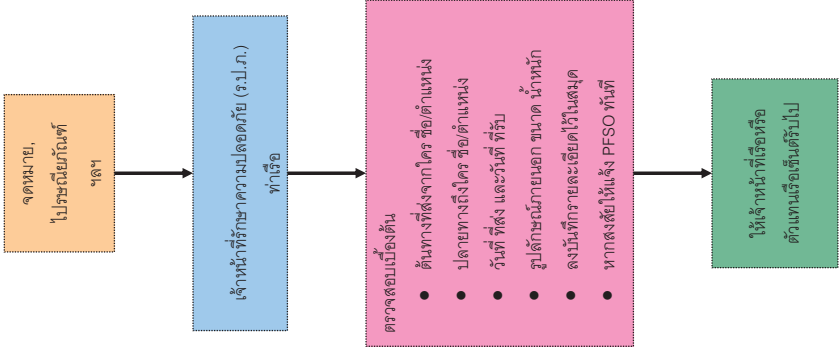 จดหมาย,
ไปรษณียภัณฑ์
ฯลฯ
เจ้าหน้าที่รักษาความปลอดภัย (ร.ป.ภ.)
ท่าเรือ
ตรวจสอบเบื้องต้น
● ต้นทางที่ส่งจากใคร ชื่อ/ตำแหน่ง
● ปลายทางถึงใคร ชื่อ/ตำแหน่ง
● วันที่ ที่ส่ง และวันที่ ที่รับ
● รูปลักษณ์ภายนอก ขนาด น้ำหนัก
● ลงบันทึกรายละเอียดไว้ในสมุด
● หากสงสัยให้แจ้ง PFSO ทันที
ให้เจ้าหน้าที่เรือหรือ
ตัวแทนเรือเซ็นต์รับไป